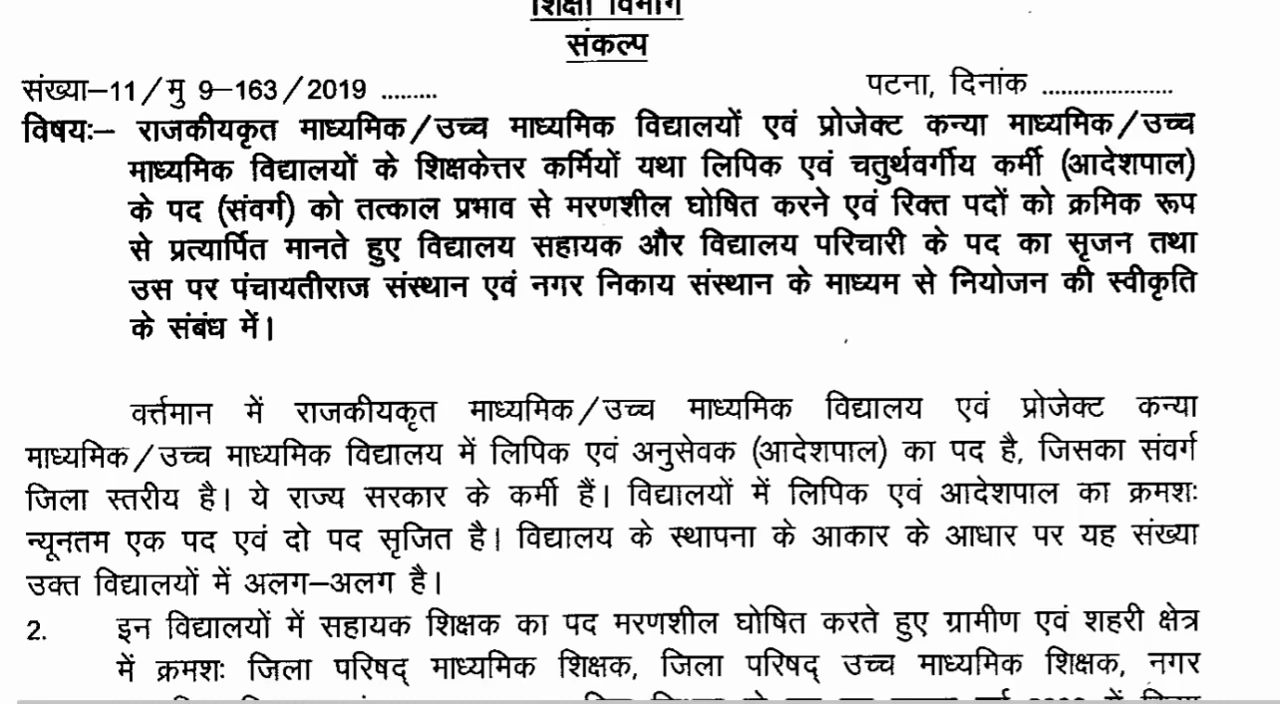 शिक्षा विभाग
संकल्प
संख्या–11/मु 9–163/2019 ......... पटना, दिनांक ......................
विषयः– राजकीयकृत माध्यमिक/उच्च माध्यमिक विद्यालयों एवं प्रोजेक्ट कन्या माध्यमिक/उच्च
माध्यमिक विद्यालयों के शिक्षकेत्तर कर्मियों यथा लिपिक एवं चतुर्थवर्गीय कर्मी (आदेशपाल)
के पद (संवर्ग) को तत्काल प्रभाव से मरणशील घोषित करने एवं रिक्त पदों को क्रमिक रूप
से प्रत्यार्पित मानते हुए विद्यालय सहायक और विद्यालय परिचारी के पद का सृजन तथा
उस पर पंचायतीराज संस्थान एवं नगर निकाय संस्थान के माध्यम से नियोजन की स्वीकृति
के संबंध में।
वर्त्तमान में राजकीयकृत माध्यमिक/उच्च माध्यमिक विद्यालय एवं प्रोजेक्ट कन्या
माध्यमिक/उच्च माध्यमिक विद्यालय में लिपिक एवं अनुसेवक (आदेशपाल) का पद है, जिसका संवर्ग
जिला स्तरीय है। ये राज्य सरकार के कर्मी हैं। विद्यालयों में लिपिक एवं आदेशपाल का क्रमशः
न्यूनतम एक पद एवं दो पद सृजित है। विद्यालय के स्थापना के आकार के आधार पर यह संख्या
उक्त विद्यालयों में अलग–अलग है।
2. इन विद्यालयों में सहायक शिक्षक का पद मरणशील घोषित करते हुए ग्रामीण एवं शहरी क्षेत्र
में क्रमशः जिला परिषद् माध्यमिक शिक्षक, जिला परिषद् उच्च माध्यमिक शिक्षक, नगर